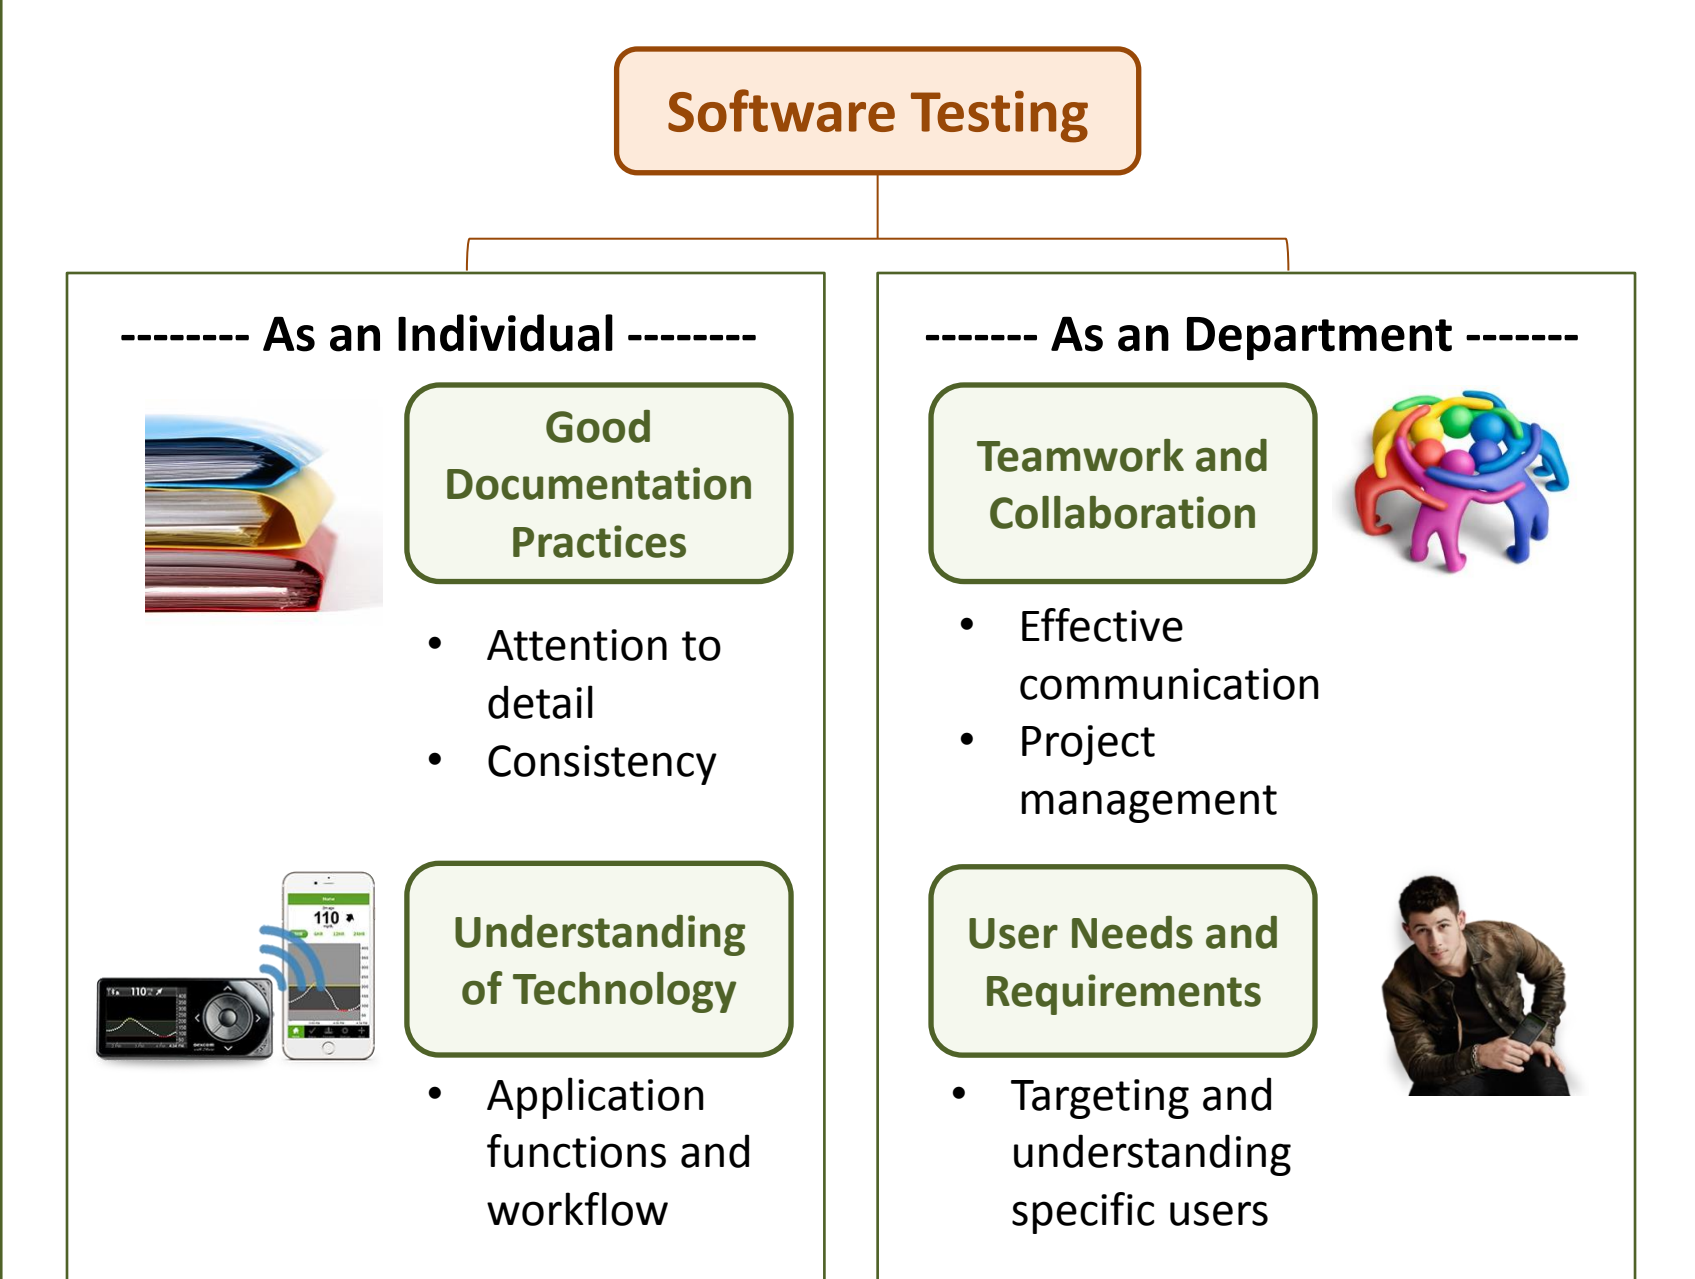 Software Testing
-------- As an Individual --------
Good
Documentation
Practices
• Attention to
detail
• Consistency
110
Understanding
of Technology
110
• Application
functions and
workflow
------- As an Department -------
Teamwork and
Collaboration
• Effective
communication
• Project
management
User Needs and
Requirements
• Targeting and
understanding
specific users